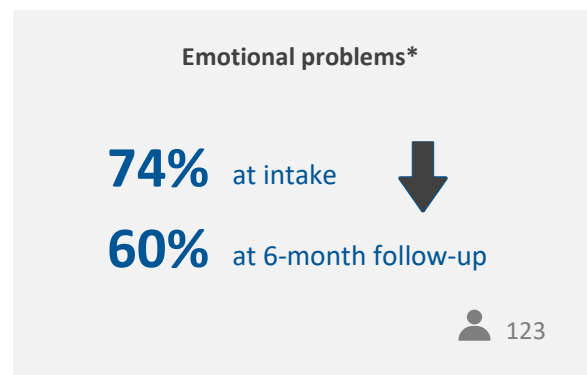 Emotional problems*
74% at intake
60% at 6-month follow-up
123